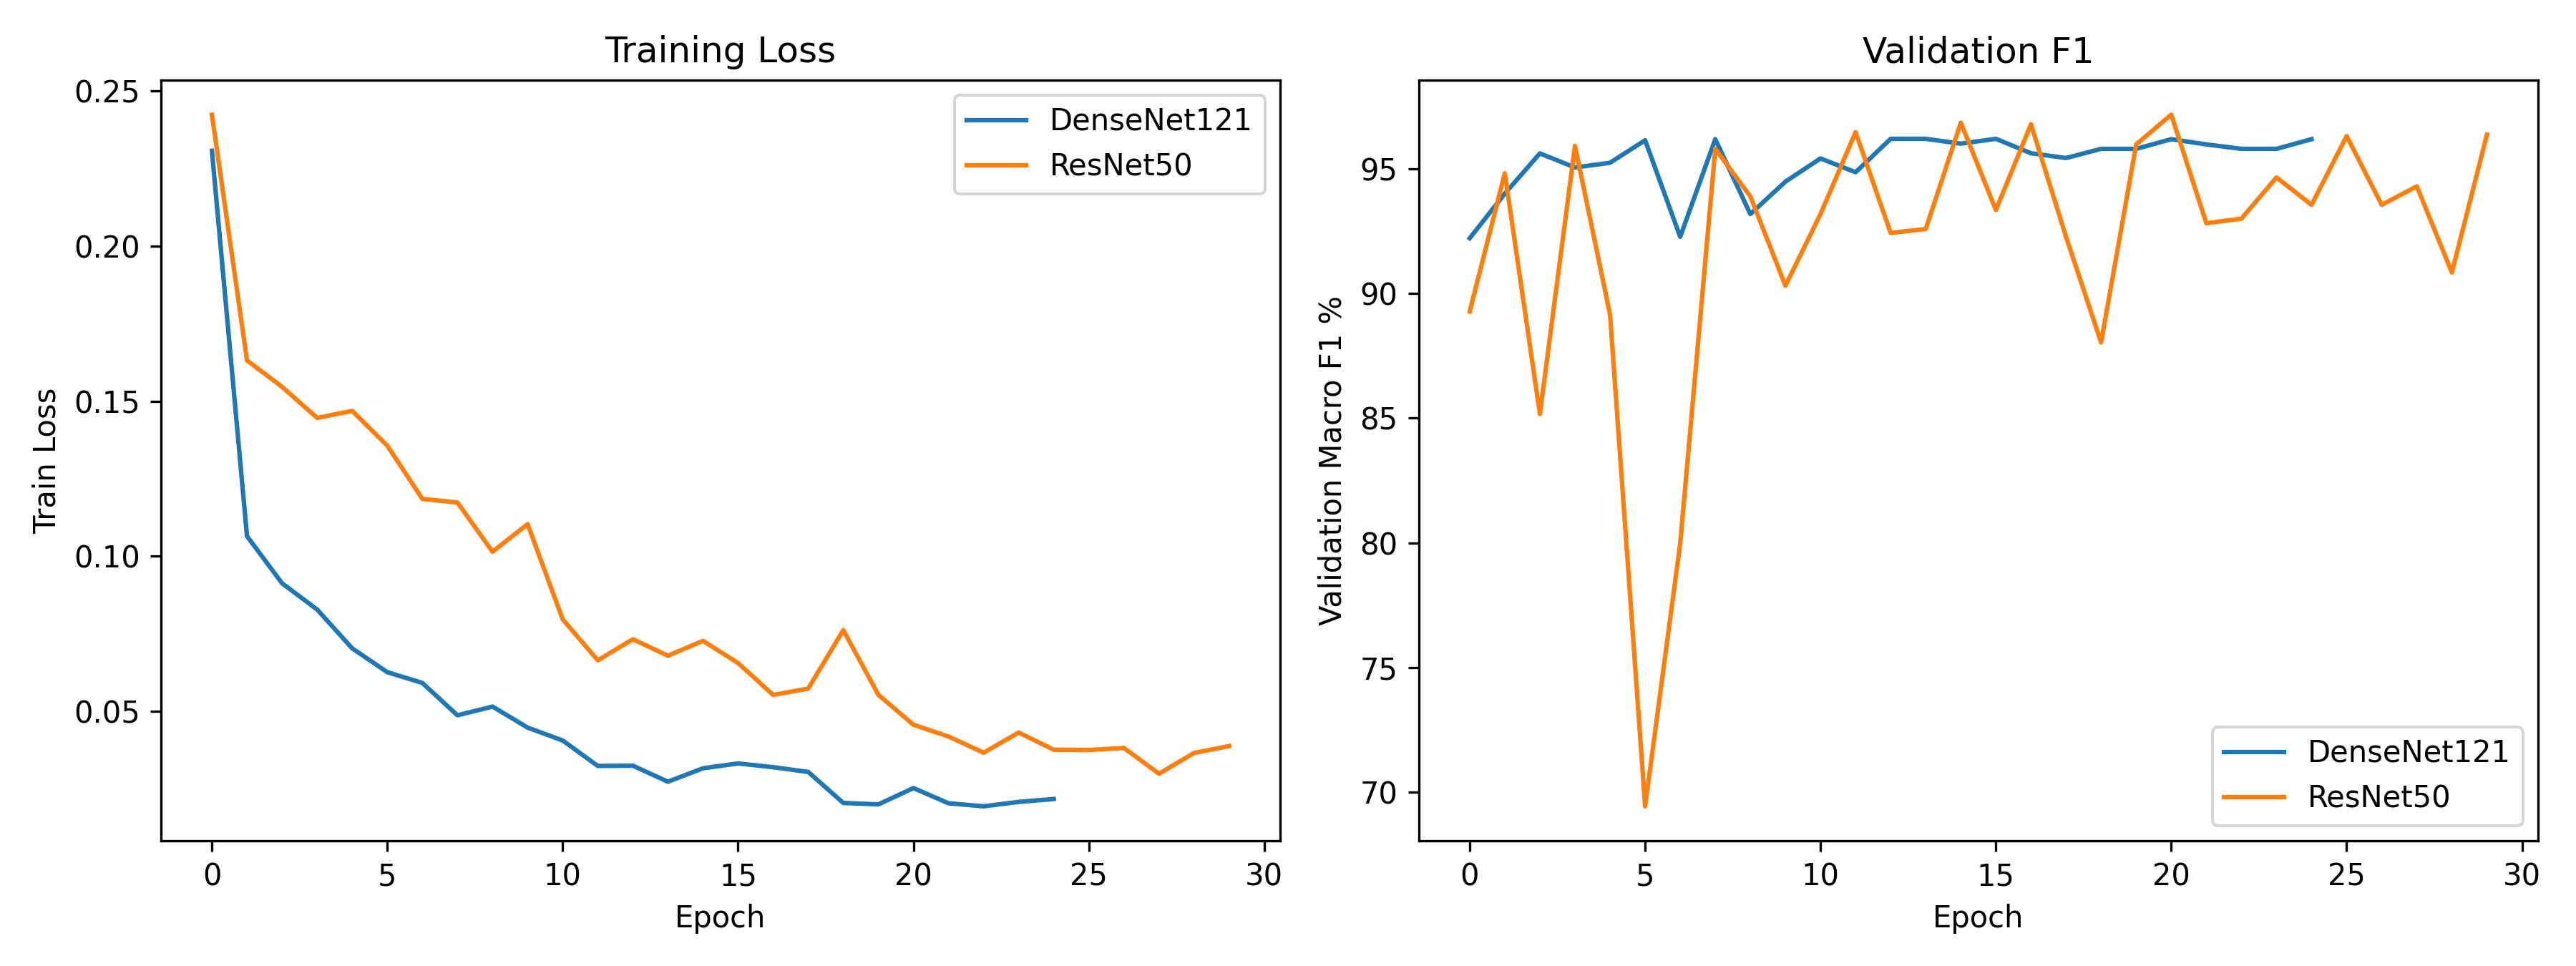 Training Loss
0.25
0.20
0.15
0.10
0.05
Train Loss
DenseNet121
ResNet50
0 5 10 15 20 25 30
Epoch
Validation F1
95
90
85
80
75
70
Validation Macro F1 %
DenseNet121
ResNet50
0 5 10 15 20 25 30
Epoch